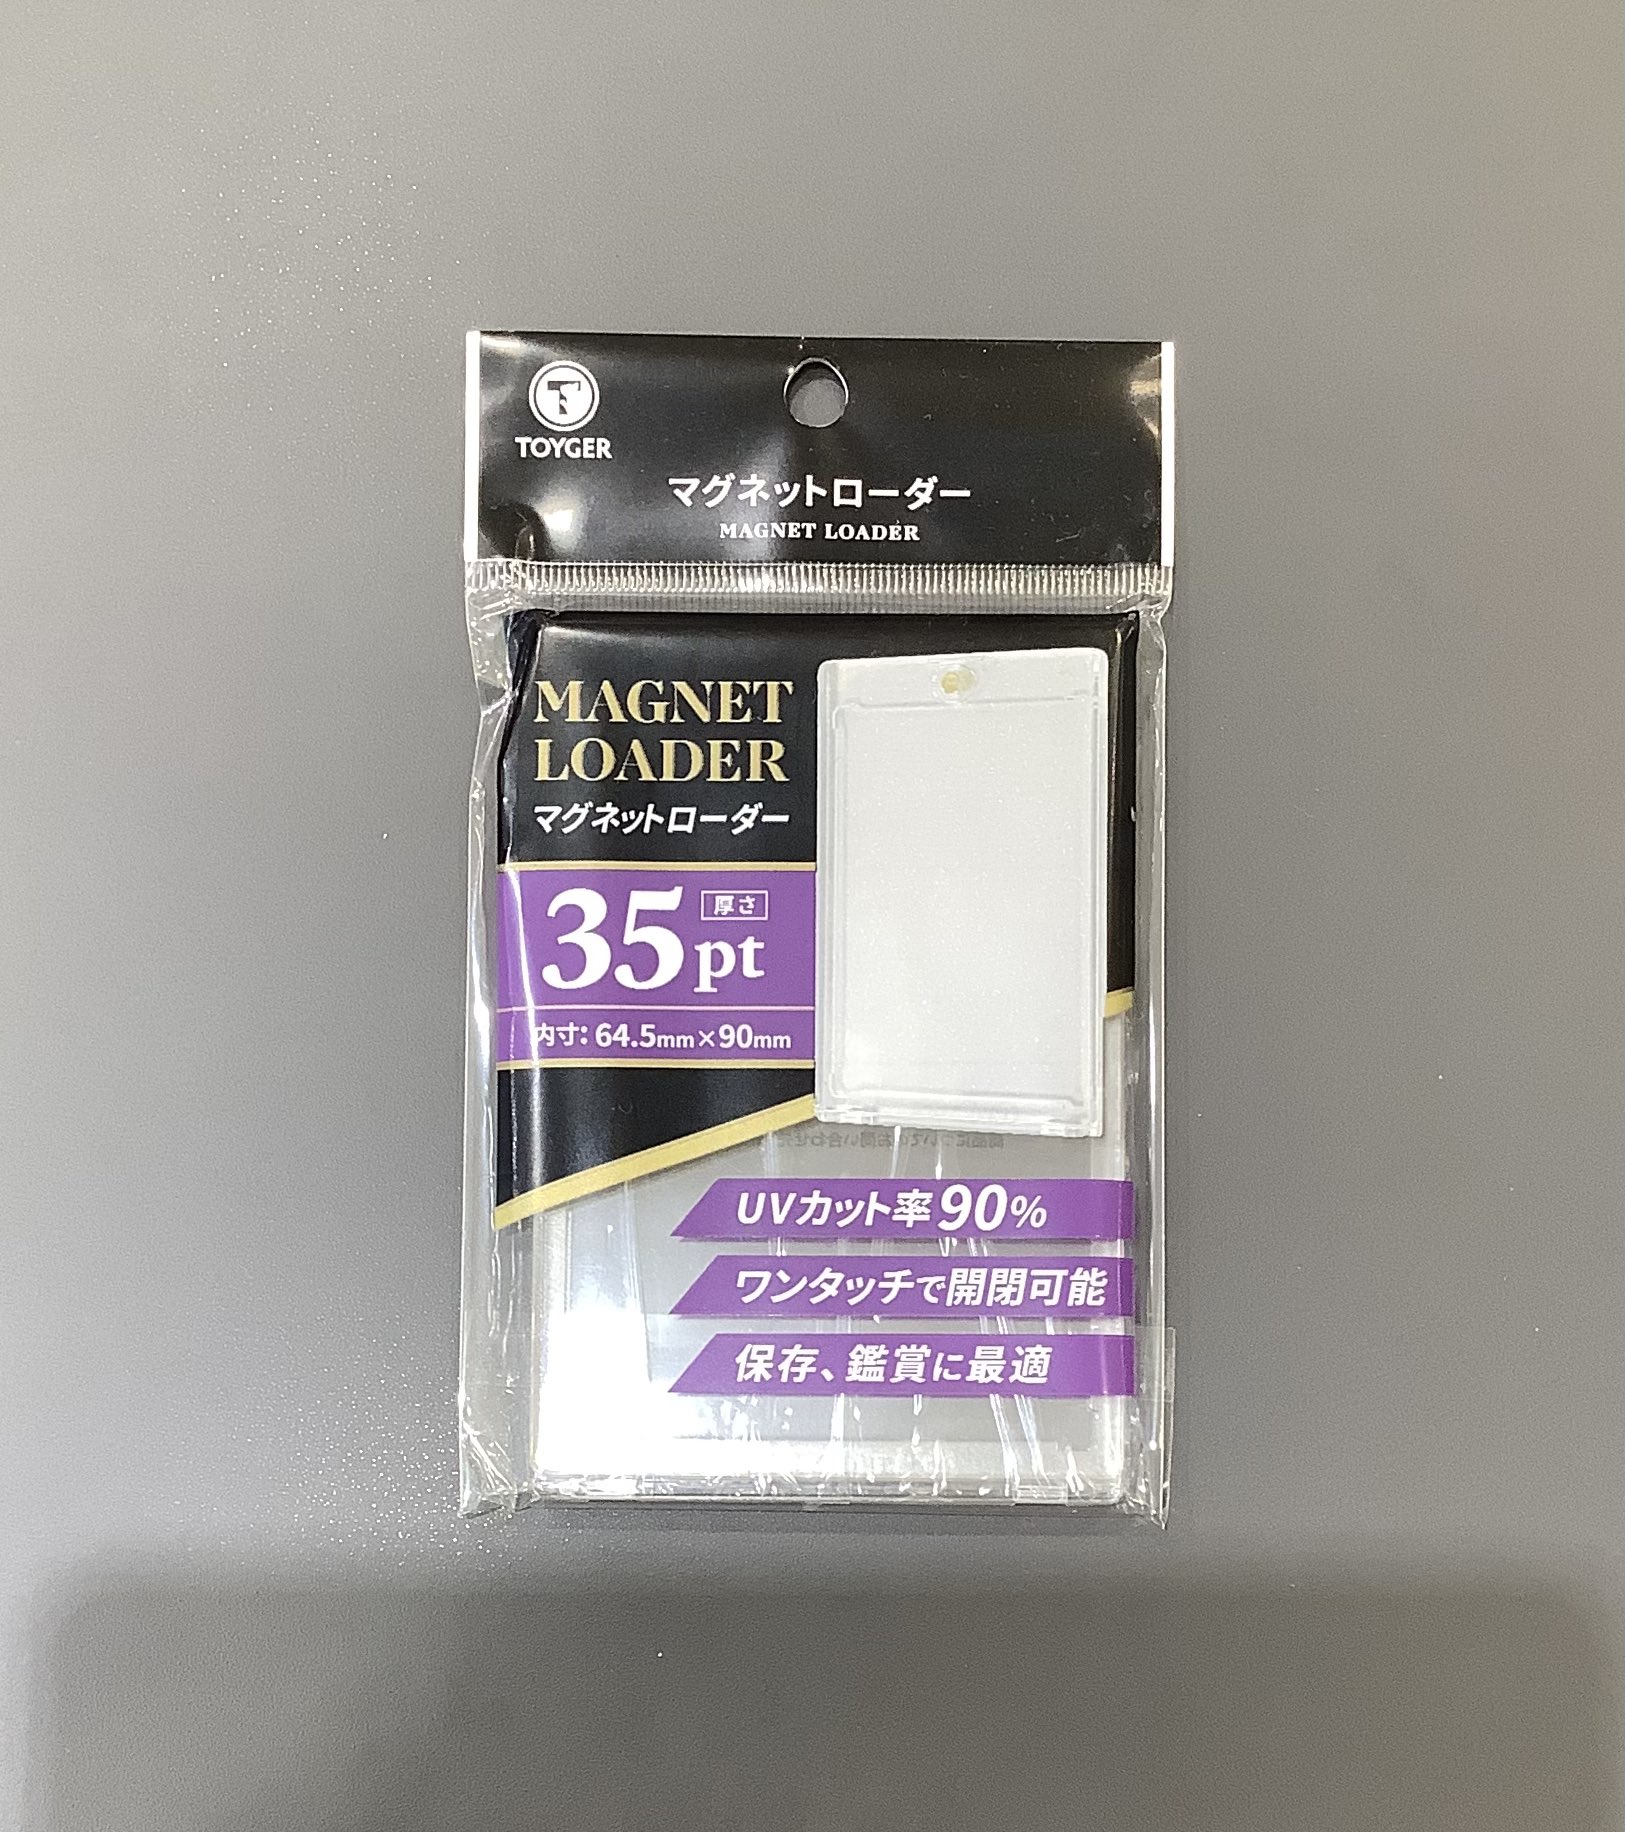 TOYGER
マグネットローダー
MAGNET LOADER
MAGNET
LOADER
マグネットローダー
35pt 厚さ
内寸：64.5mm×90mm
UVカット率90%
ワンタッチで開閉可能
保存、鑑賞に最適